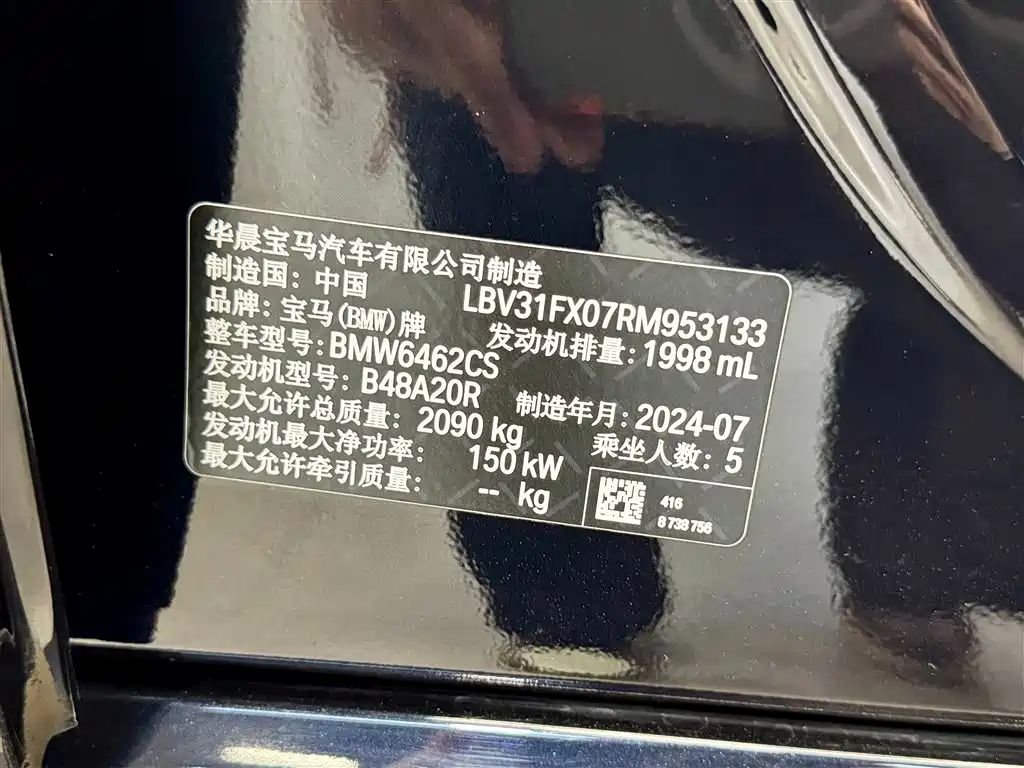 华晨宝马汽车有限公司制造
制造国：中国 LBV31FX07RM953133
品牌：宝马(BMW)牌 发动机排量：1998 mL
整车型号：BMW6462CS
发动机型号：B48A20R 制造年月：2024-07
最大允许总质量：2090 kg 乘坐人数：5
发动机最大净功率：150 kW
最大允许牵引质量：-- kg
416
8 738 756